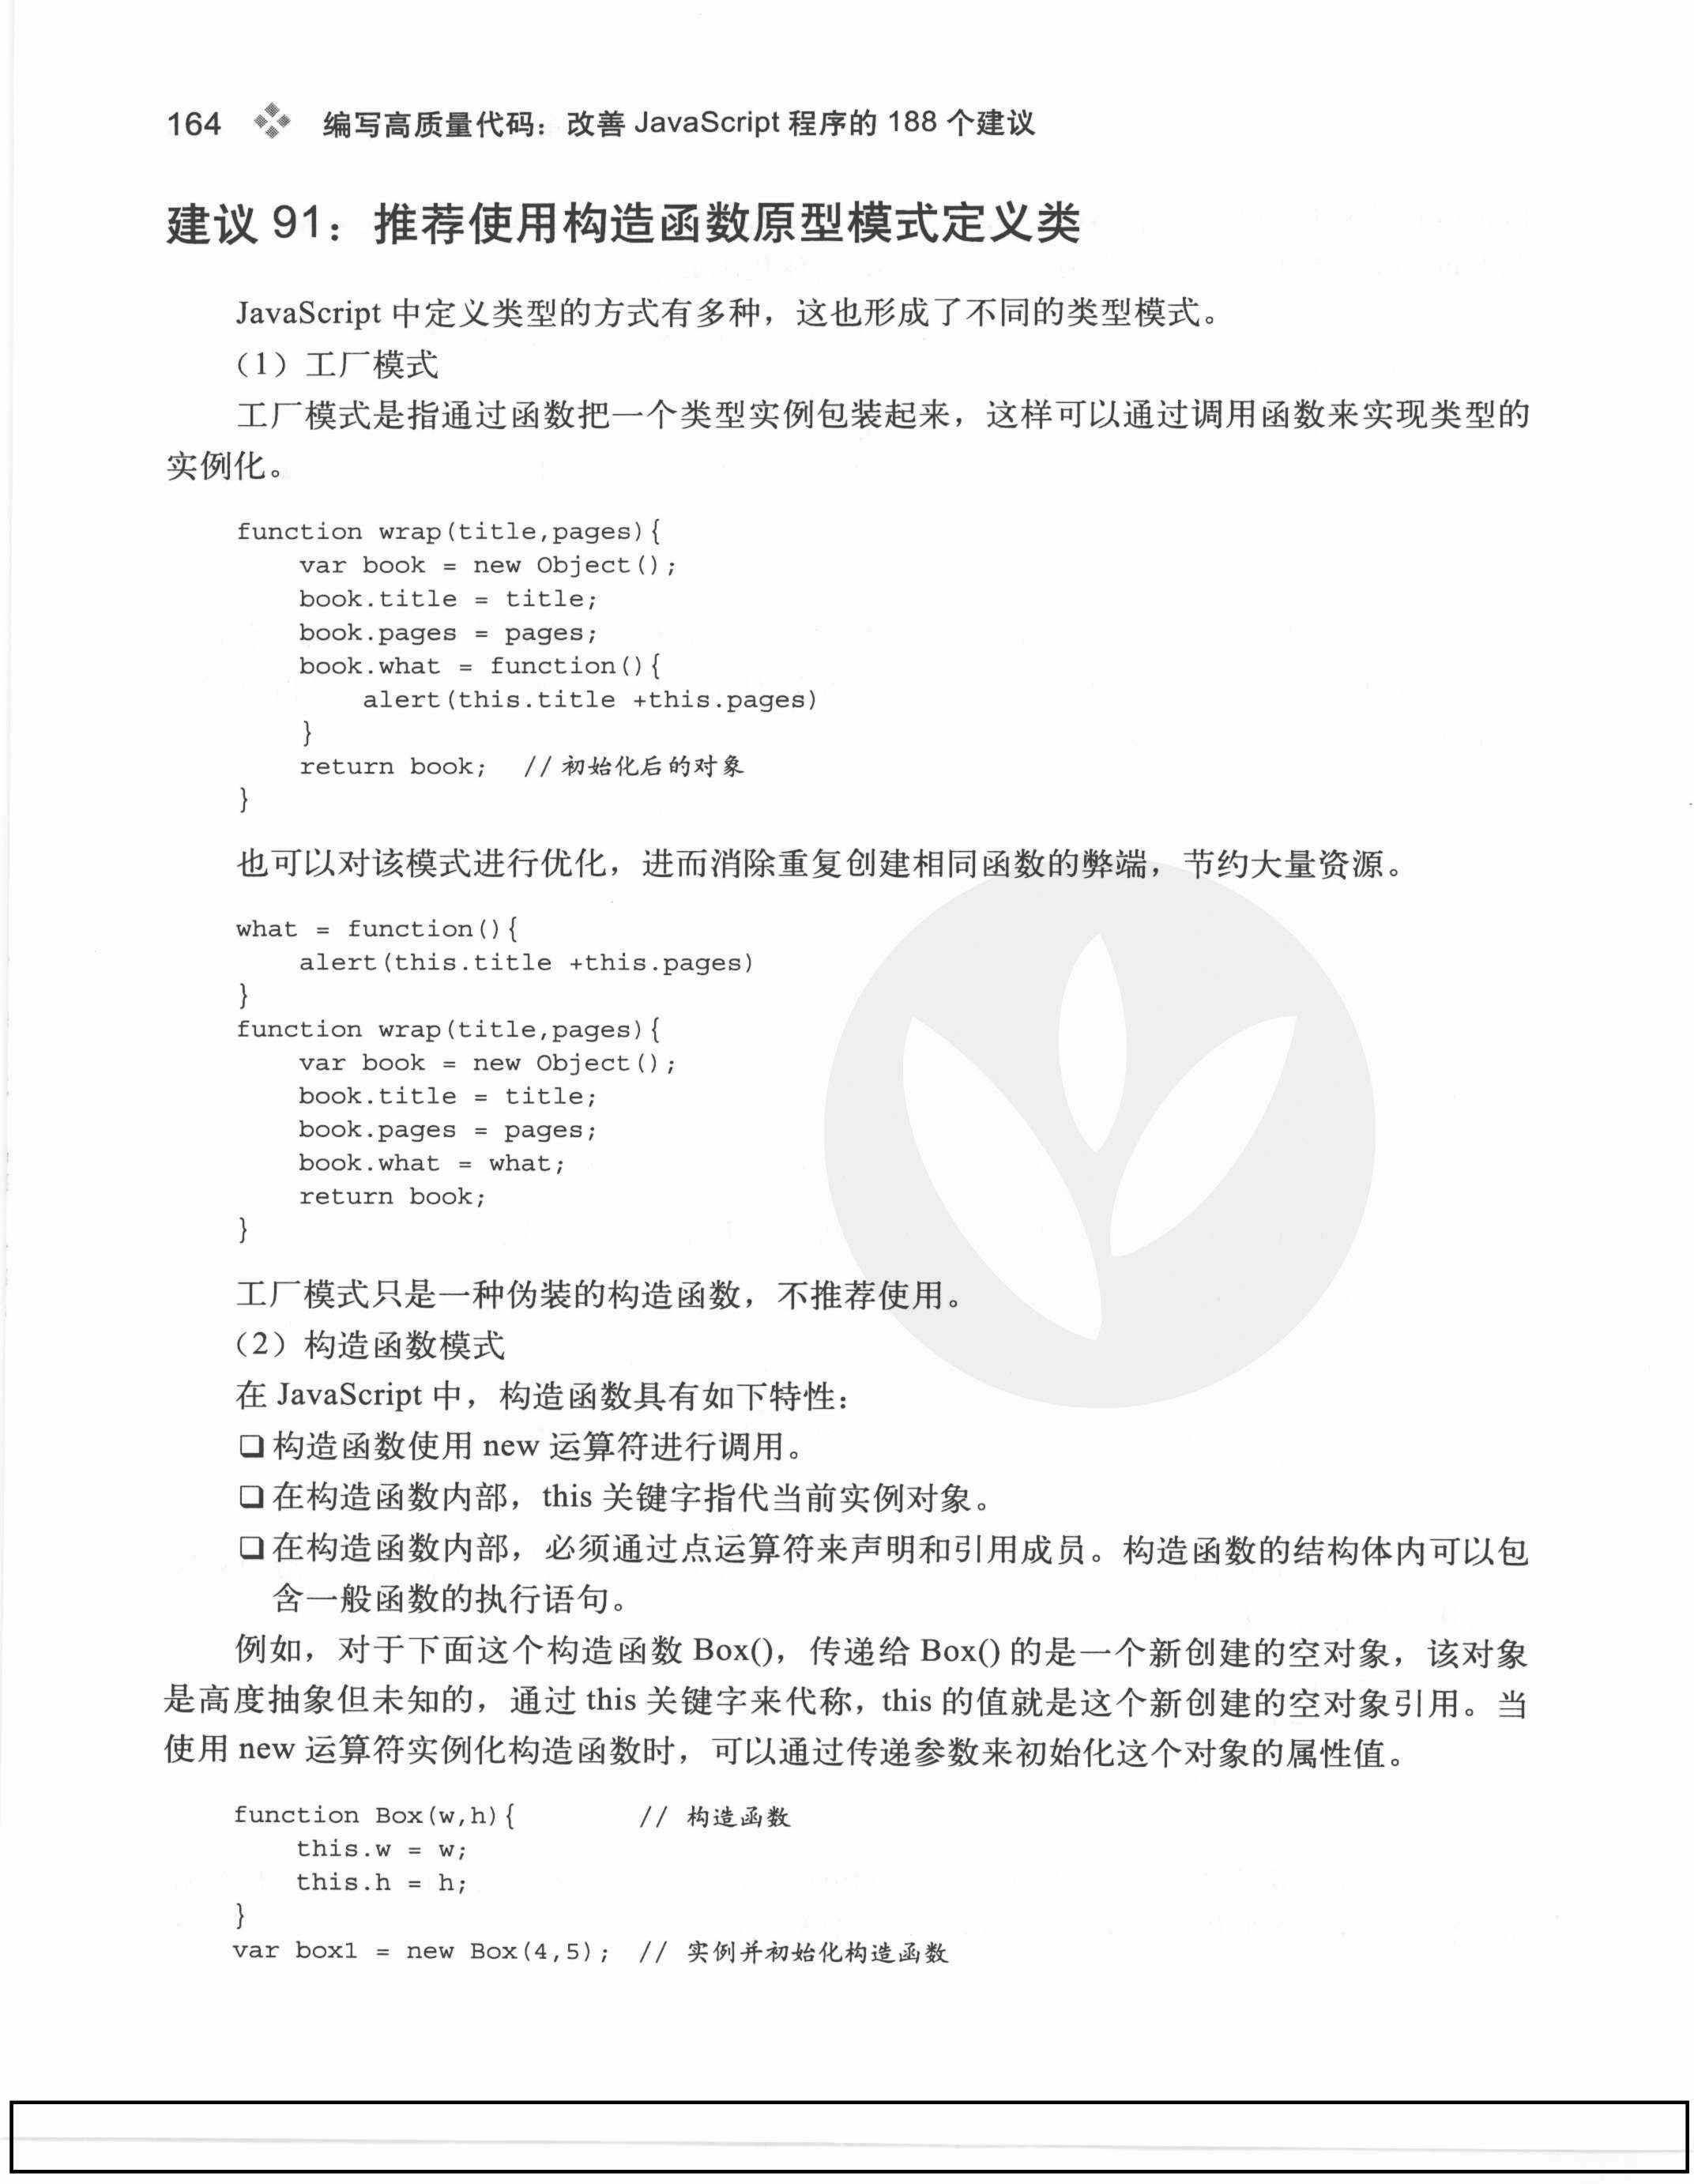 164 编写高质量代码：改善 JavaScript 程序的 188 个建议
建议 91：推荐使用构造函数原型模式定义类
JavaScript 中定义类型的方式有多种，这也形成了不同的类型模式。
（1）工厂模式
工厂模式是指通过函数把一个类型实例包装起来，这样可以通过调用函数来实现类型的
实例化。
function wrap(title,pages){
    var book = new Object();
    book.title = title;
    book.pages = pages;
    book.what = function(){
        alert(this.title +this.pages)
    }
    return book;  //初始化后的对象
}
也可以对该模式进行优化，进而消除重复创建相同函数的弊端，节约大量资源。
what = function(){
    alert(this.title +this.pages)
}
function wrap(title,pages){
    var book = new Object();
    book.title = title;
    book.pages = pages;
    book.what = what;
    return book;
}
工厂模式只是一种伪装的构造函数，不推荐使用。
（2）构造函数模式
在 JavaScript 中，构造函数具有如下特性：
❑构造函数使用 new 运算符进行调用。
❑在构造函数内部，this 关键字指代当前实例对象。
❑在构造函数内部，必须通过点运算符来声明和引用成员。构造函数的结构体内可以包
含一般函数的执行语句。
例如，对于下面这个构造函数 Box()，传递给 Box() 的是一个新创建的空对象，该对象
是高度抽象但未知的，通过 this 关键字来代称，this 的值就是这个新创建的空对象引用。当
使用 new 运算符实例化构造函数时，可以通过传递参数来初始化这个对象的属性值。
function Box(w,h){        // 构造函数
    this.w = w;
    this.h = h;
}
var box1 = new Box(4,5);  // 实例并初始化构造函数